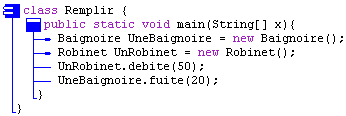 class Remplir {
public static void main(String[] x){
Baignoire UneBaignoire = new Baignoire();
Robinet UnRobinet = new Robinet();
UnRobinet.debite(50);
UneBaignoire.fuite(20);
}
}